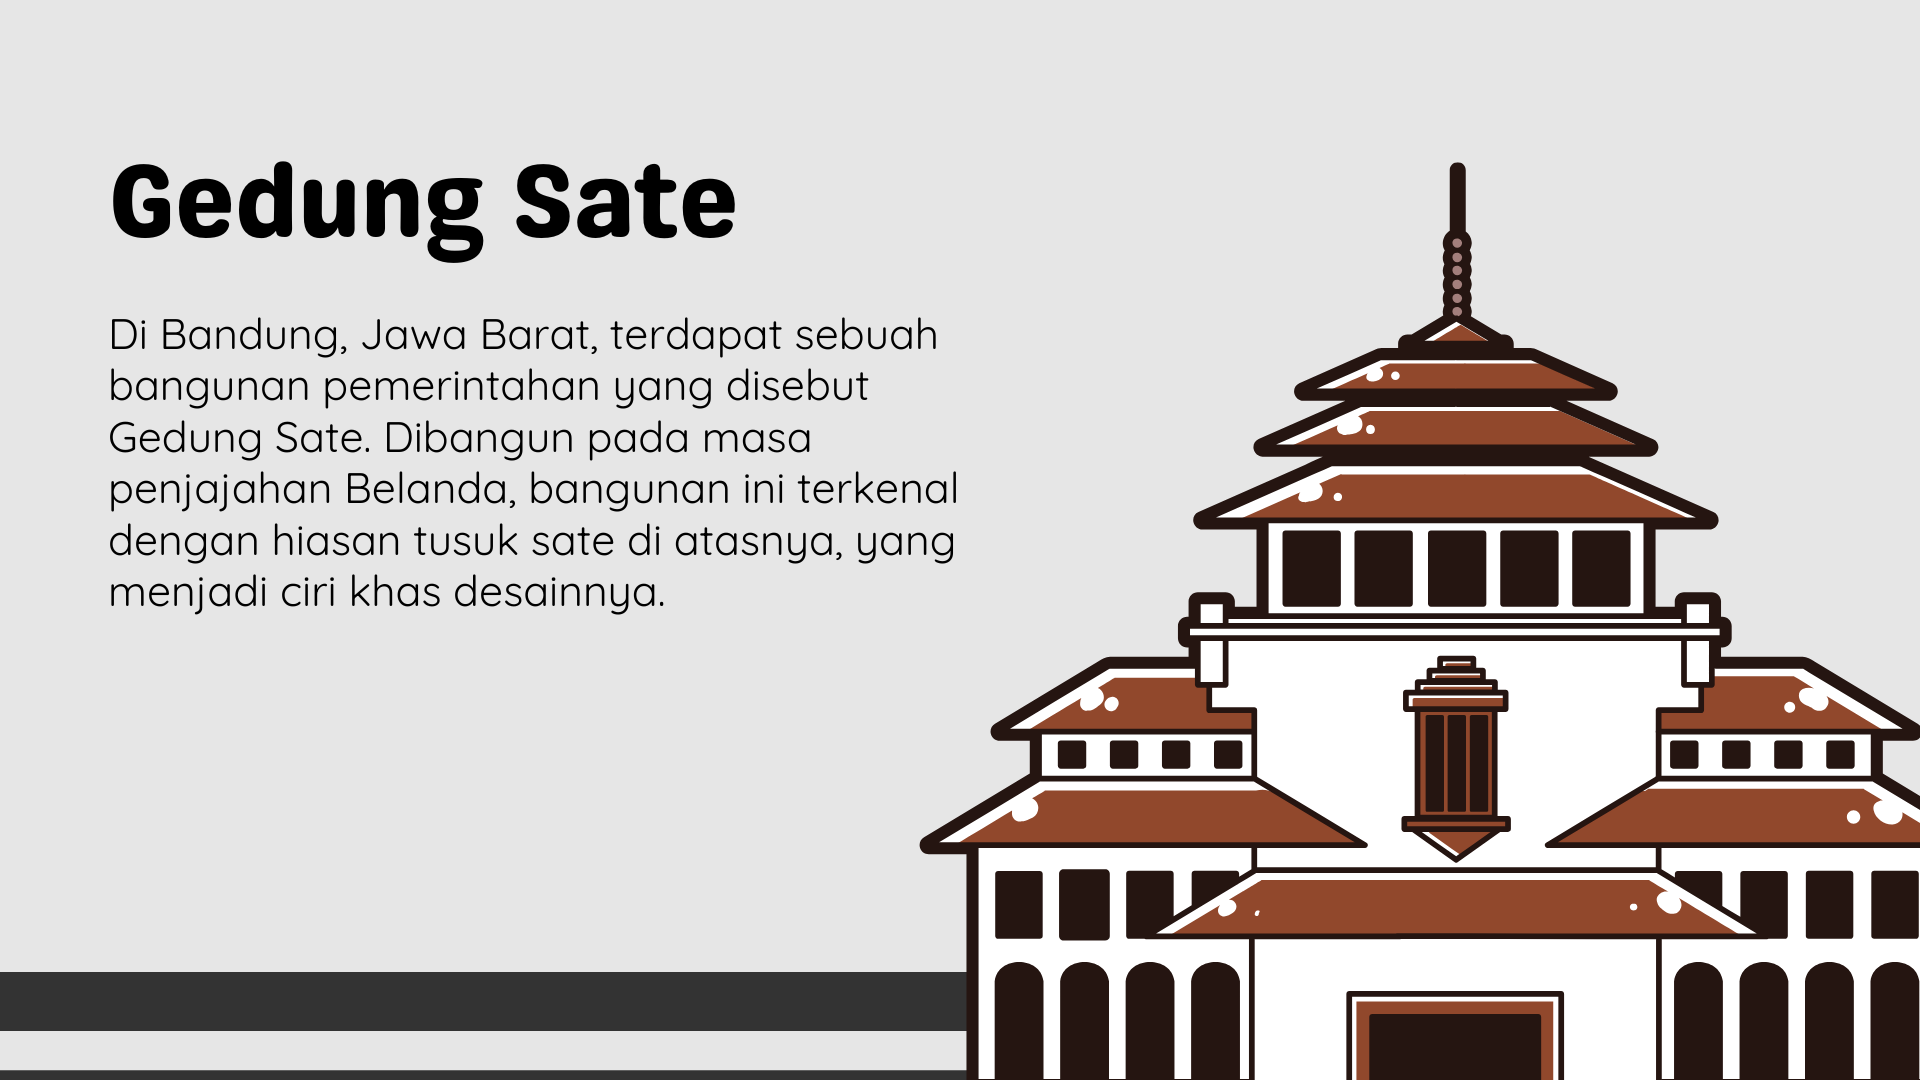 Gedung Sate
Di Bandung, Jawa Barat, terdapat sebuah
bangunan pemerintahan yang disebut
Gedung Sate. Dibangun pada masa
penjajahan Belanda, bangunan ini terkenal
dengan hiasan tusuk sate di atasnya, yang
menjadi ciri khas desainnya.